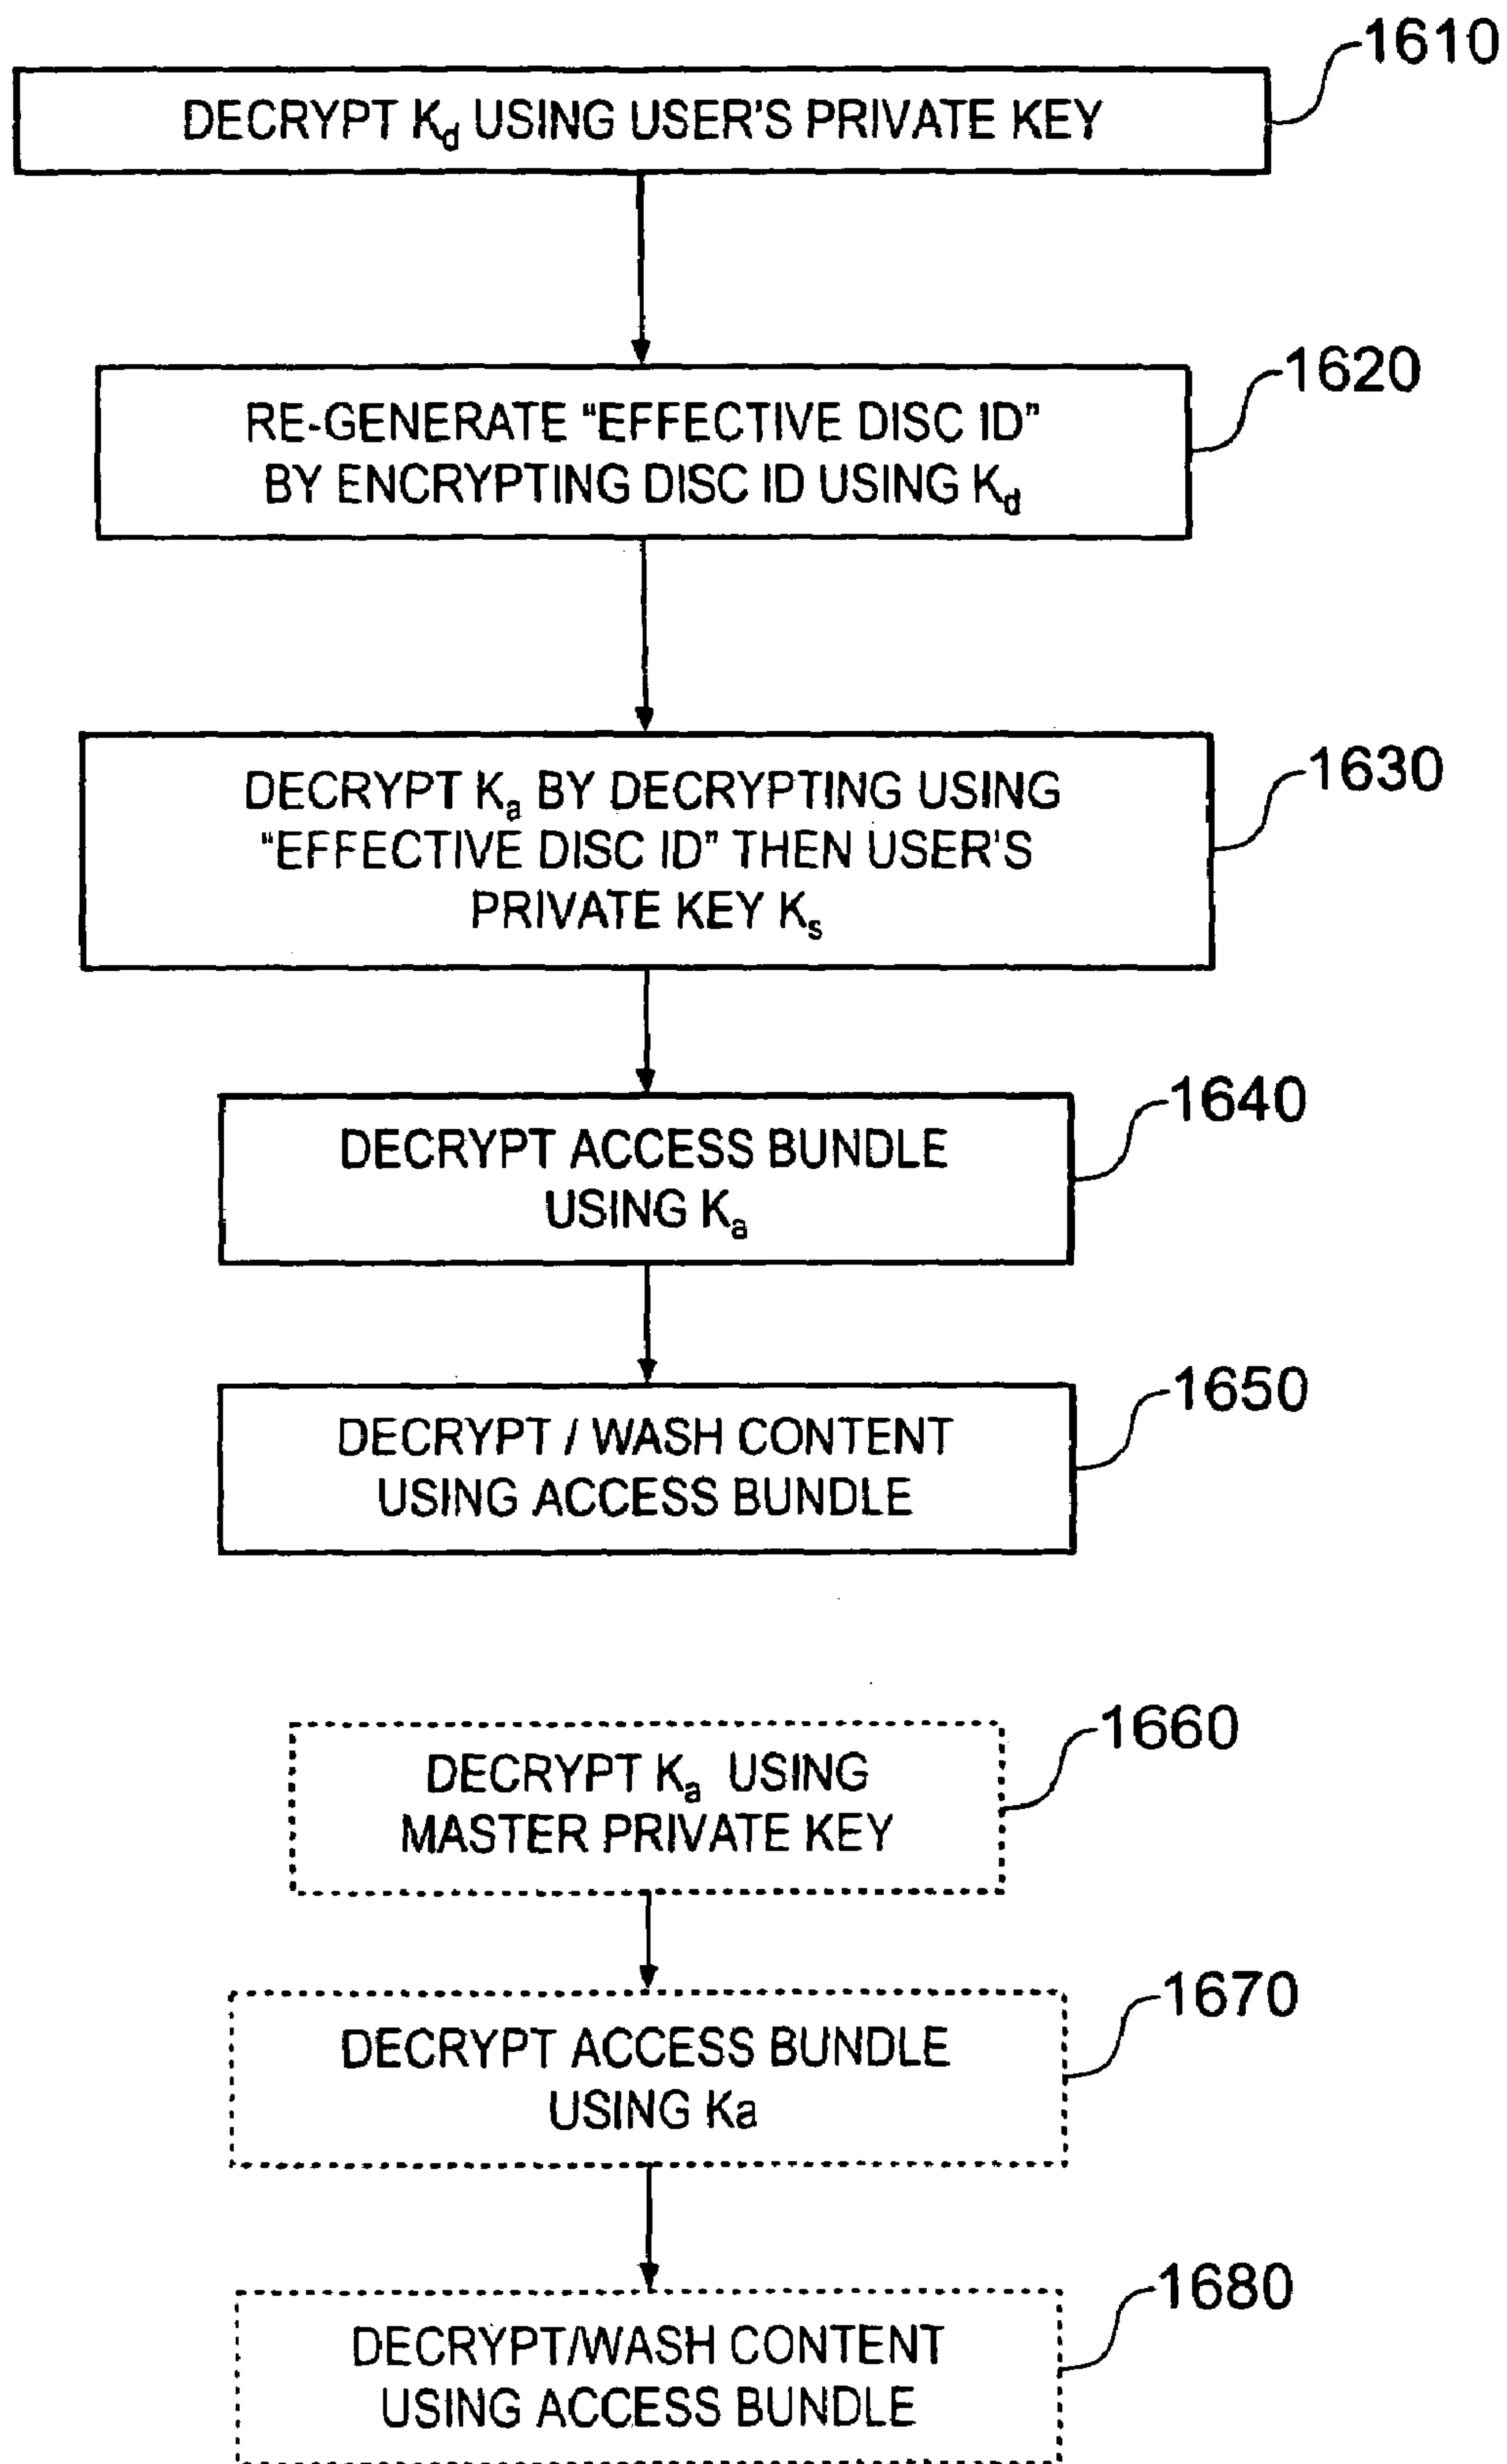 1610
DECRYPT Kd USING USER'S PRIVATE KEY
1620
RE-GENERATE “EFFECTIVE DISC ID”
BY ENCRYPTING DISC ID USING Kd
1630
DECRYPT Ka BY DECRYPTING USING
“EFFECTIVE DISC ID” THEN USER'S
PRIVATE KEY Ks
1640
DECRYPT ACCESS BUNDLE
USING Ka
1650
DECRYPT / WASH CONTENT
USING ACCESS BUNDLE
1660
DECRYPT Ka USING
MASTER PRIVATE KEY
1670
DECRYPT ACCESS BUNDLE
USING Ka
1680
DECRYPT/WASH CONTENT
USING ACCESS BUNDLE